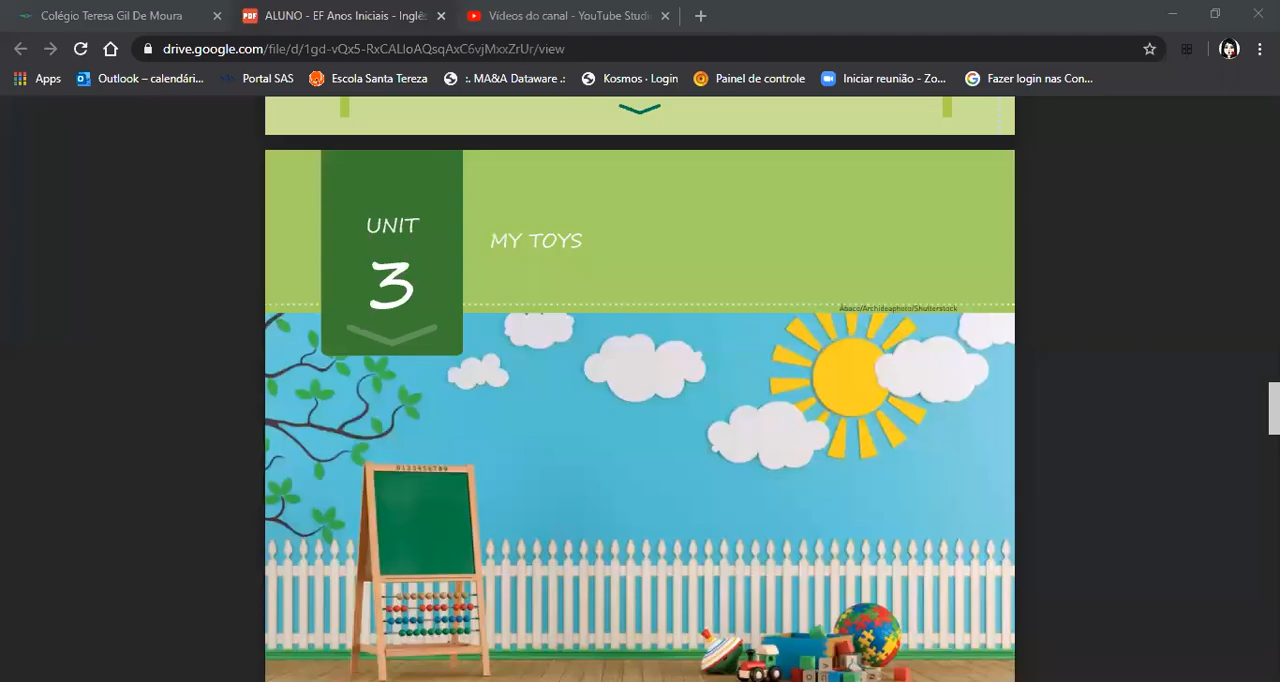 Colégio Teresa Gil De Moura
ALUNO - EF Anos Iniciais - Inglê
Vídeos do canal - YouTube Studi
drive.google.com/file/d/1gd-vQx5-RxCALIoAQsqAxC6vjMxxZrUr/view
Apps
Outlook – calendári...
Portal SAS
Escola Santa Tereza
:. MA&A Dataware .:
Kosmos · Login
Painel de controle
Iniciar reunião - Zo...
Fazer login nas Con...
UNIT
3
MY TOYS
Abaco/Archideaphoto/Shutterstock
0123456789